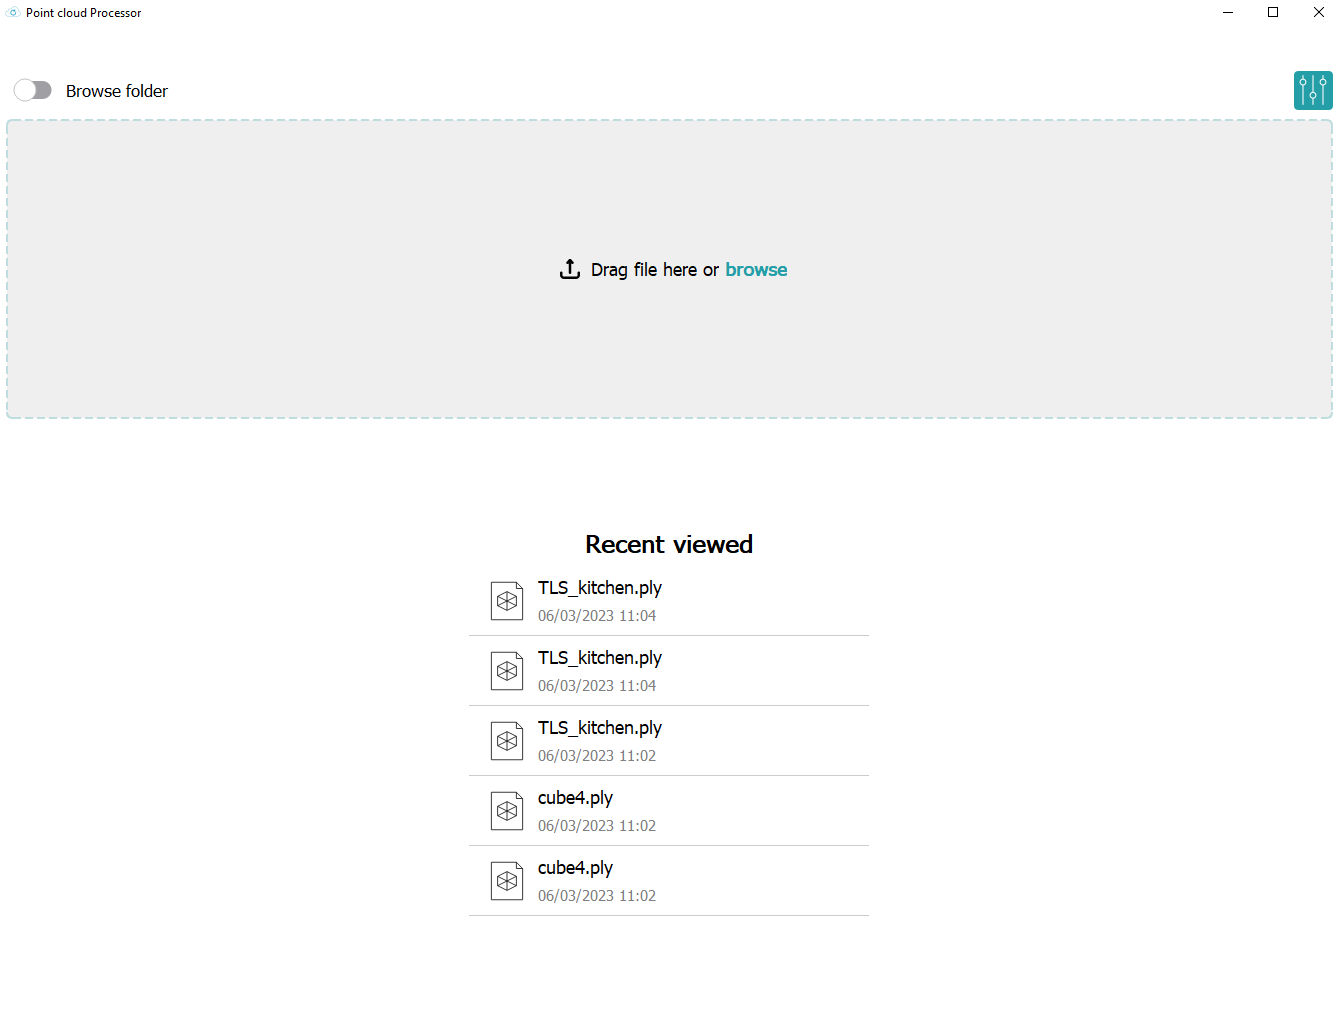 Point cloud Processor
Browse folder
Drag file here or browse
Recent viewed
TLS_kitchen.ply
06/03/2023 11:04
TLS_kitchen.ply
06/03/2023 11:04
TLS_kitchen.ply
06/03/2023 11:02
cube4.ply
06/03/2023 11:02
cube4.ply
06/03/2023 11:02